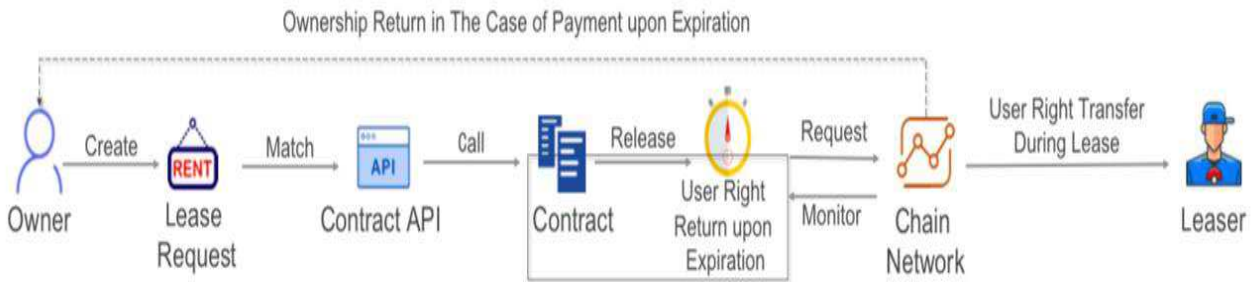 Ownership Return in The Case of Payment upon Expiration
Create
Match
Call
Release
Request
User Right Transfer
During Lease
RENT
API
Monitor
Owner
Lease
Request
Contract API
Contract
User Right
Return upon
Expiration
Chain
Network
Leaser